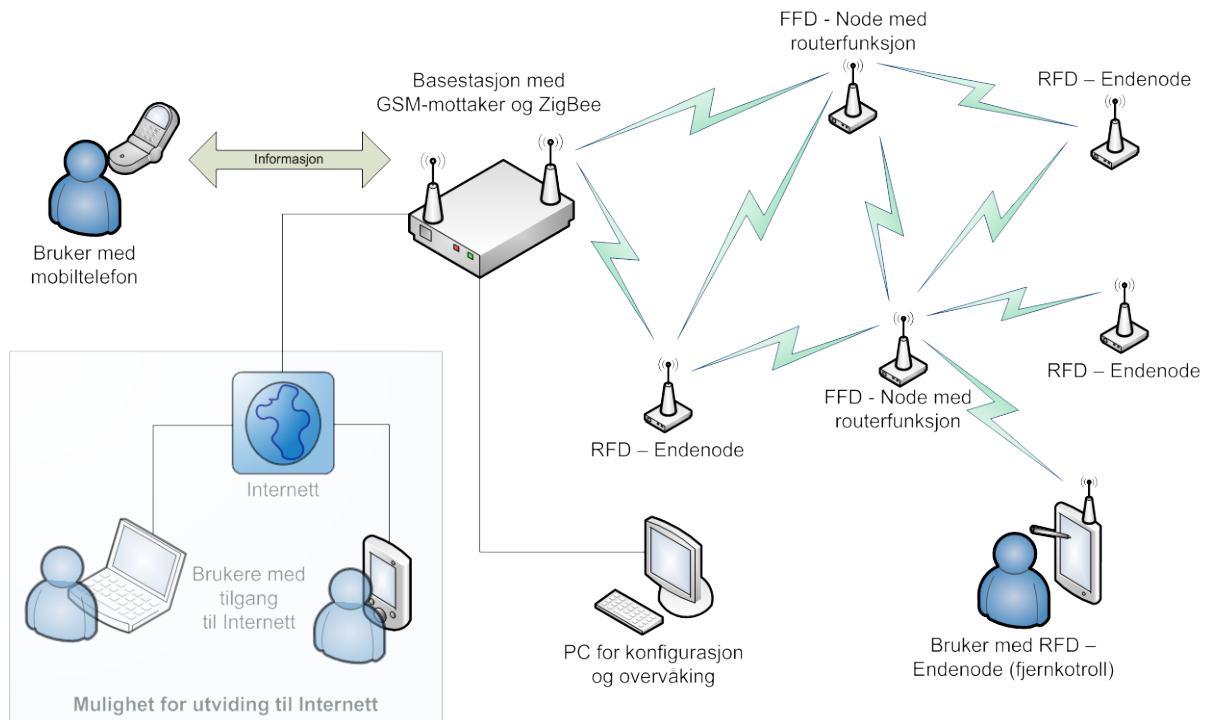 FFD - Node med
routerfunksjon
Basestasjon med
GSM-mottaker og ZigBee
RFD – Endenode
Informasjon
Bruker med
mobiltelefon
RFD – Endenode
FFD - Node med
routerfunksjon
RFD – Endenode
Internett
Brukere med
tilgang
til Internett
PC for konfigurasjon
og overvåking
Bruker med RFD –
Endenode (fjernkotroll)
Mulighet for utviding til Internett